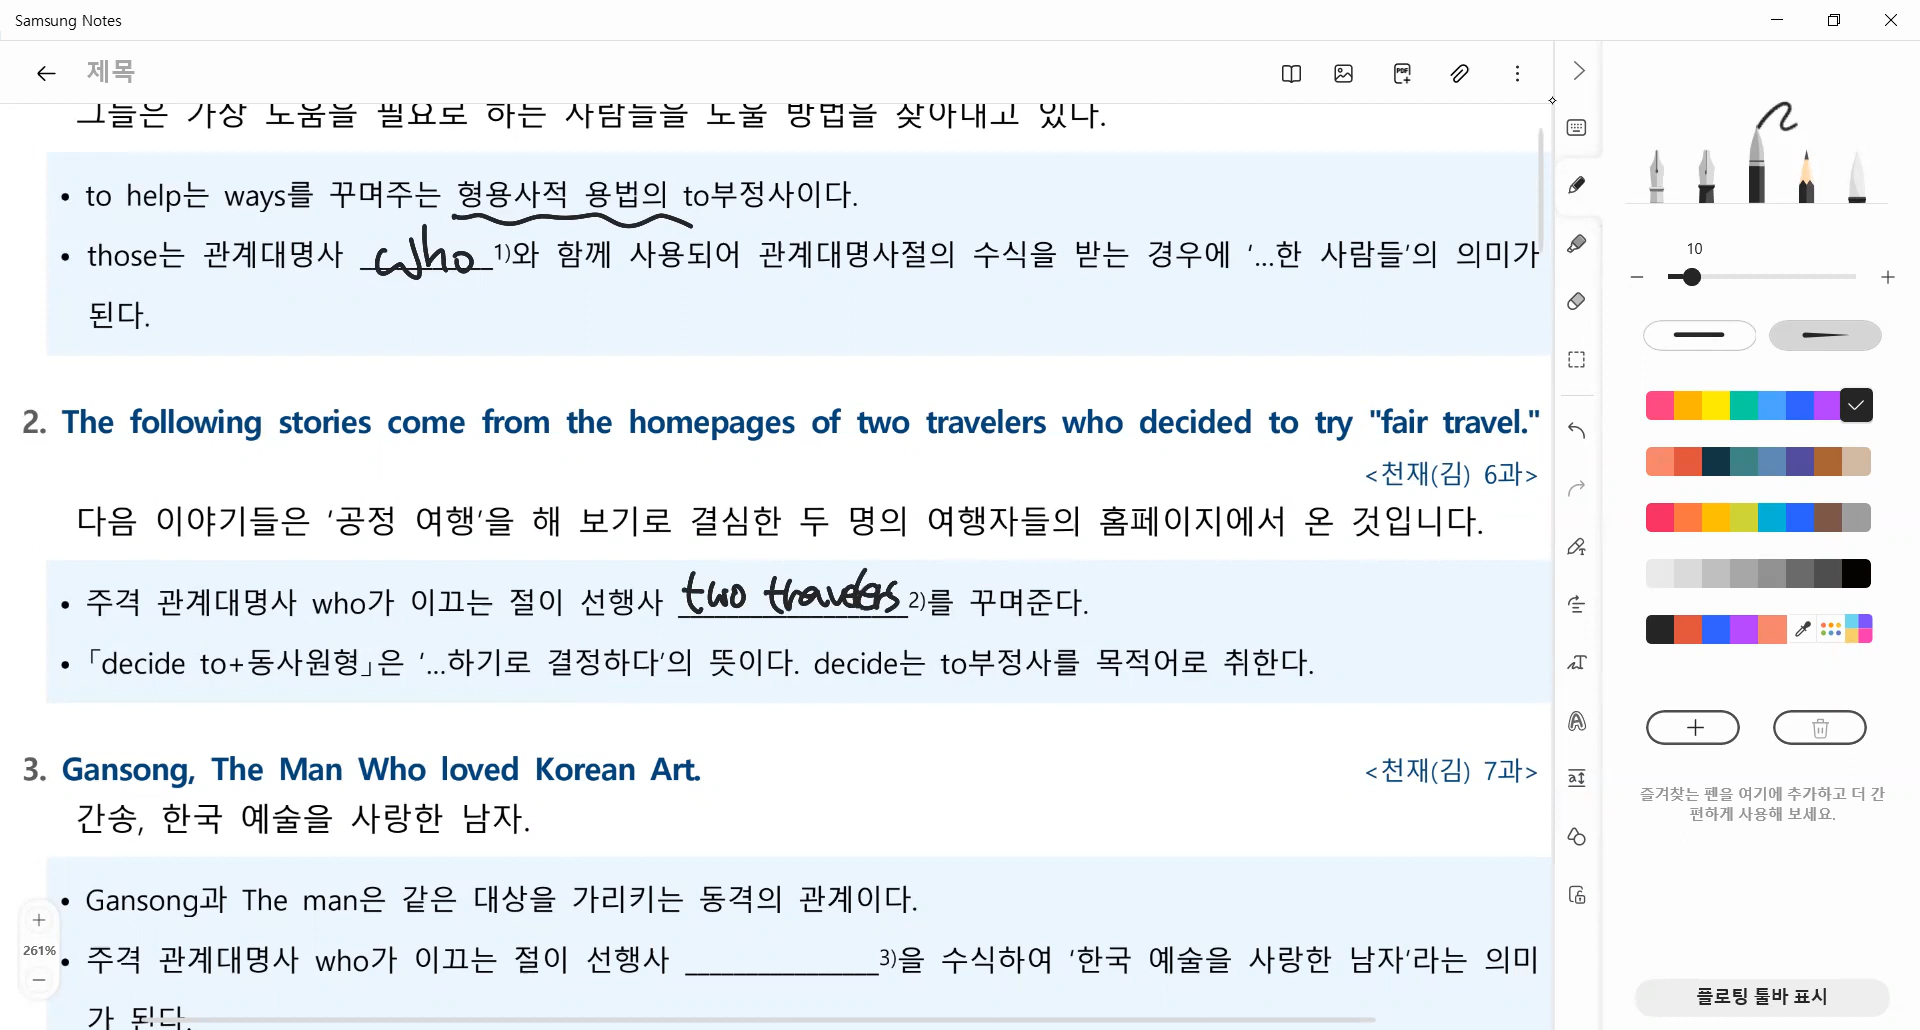 Samsung Notes
제목
그들은 가장 도움을 필요로 하는 사람들을 도울 방법을 찾아내고 있다.
• to help는 ways를 꾸며주는 형용사적 용법의 to부정사이다.
• those는 관계대명사 who 1)와 함께 사용되어 관계대명사절의 수식을 받는 경우에 ‘...한 사람들’의 의미가
된다.
2. The following stories come from the homepages of two travelers who decided to try "fair travel."
<천재(김) 6과>
다음 이야기들은 ‘공정 여행’을 해 보기로 결심한 두 명의 여행자들의 홈페이지에서 온 것입니다.
• 주격 관계대명사 who가 이끄는 절이 선행사 two travelers 2)를 꾸며준다.
• 「decide to+동사원형」은 ‘...하기로 결정하다’의 뜻이다. decide는 to부정사를 목적어로 취한다.
3. Gansong, The Man Who loved Korean Art. <천재(김) 7과>
간송, 한국 예술을 사랑한 남자.
• Gansong과 The man은 같은 대상을 가리키는 동격의 관계이다.
• 주격 관계대명사 who가 이끄는 절이 선행사 ________________3)을 수식하여 ‘한국 예술을 사랑한 남자’라는 의미
가 된다.
261%
PDF
10
즐겨찾는 펜을 여기에 추가하고 더 간
편하게 사용해 보세요.
플로팅 툴바 표시